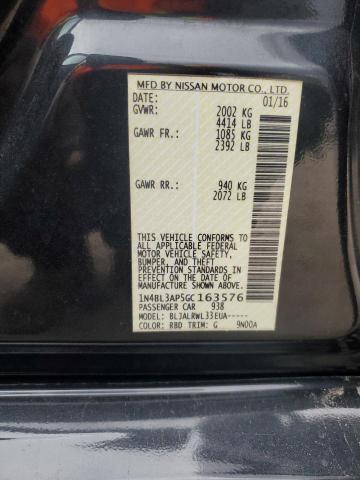 MFD BY NISSAN MOTOR CO., LTD.
DATE: 01/16
GVWR: 2002 KG
4414 LB
GAWR FR.: 1085 KG
2392 LB
GAWR RR.: 940 KG
2072 LB
THIS VEHICLE CONFORMS
TO ALL APPLICABLE FEDERAL
MOTOR VEHICLE SAFETY,
BUMPER, AND THEFT
PREVENTION STANDARDS
IN EFFECT ON THE DATE
OF MANUFACTURE
SHOWN ABOVE.
1N4BL3AP5GC163576
PASSENGER CAR 938
MODEL: BLJALRWL33EUA-----
COLOR: RBD TRIM: G 9N00A